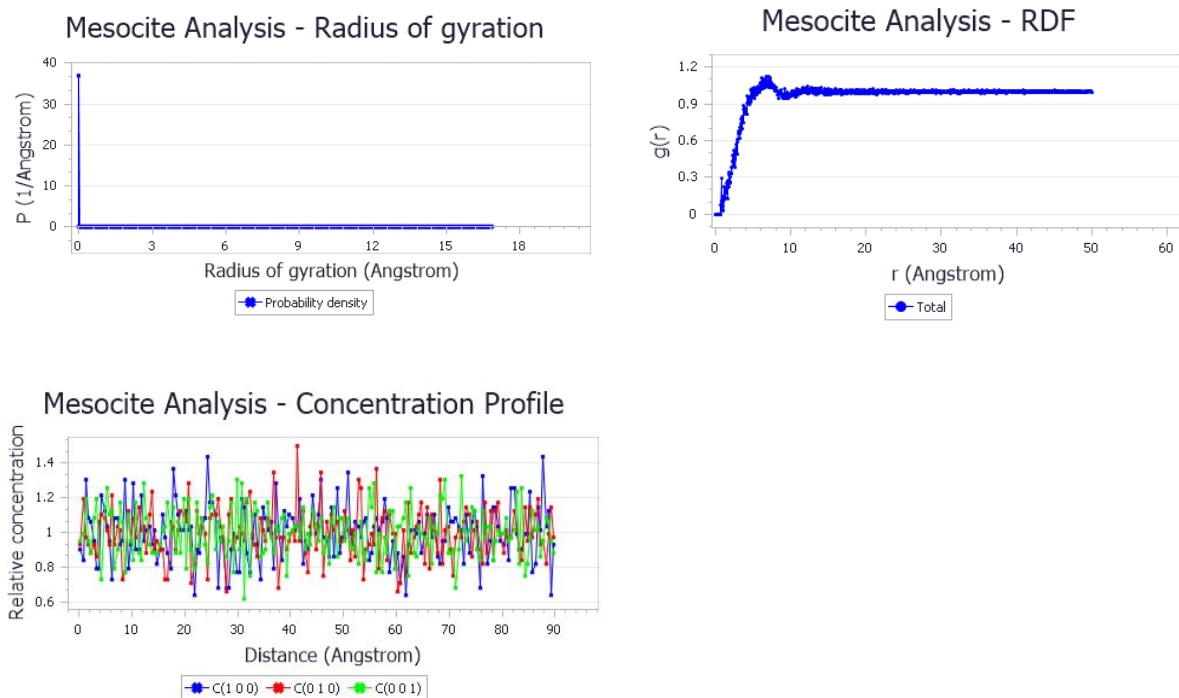 Mesocite Analysis - Radius of gyration
P (1/Angstrom)
40
30
20
10
0
0 3 6 9 12 15 18
Radius of gyration (Angstrom)
Probability density
Mesocite Analysis - RDF
g(r)
1.2
0.9
0.6
0.3
0
0 10 20 30 40 50 60
r (Angstrom)
Total
Mesocite Analysis - Concentration Profile
Relative concentration
1.4
1.2
1
0.8
0.6
0 10 20 30 40 50 60 70 80 90
Distance (Angstrom)
C(1 0 0) C(0 1 0) C(0 0 1)